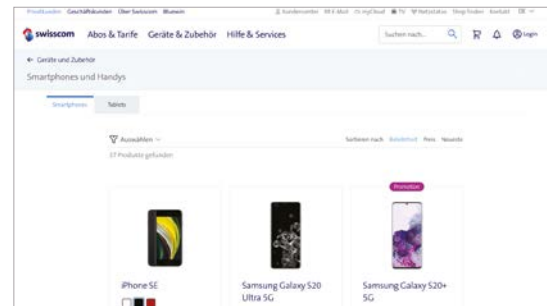 Privatkunden Geschäftskunden Über Swisscom Bluewin
Kundencenter E-Mail myCloud TV Netzstatus Shop finden Kontakt DE
swisscom Abos & Tarife Geräte & Zubehör Hilfe & Services Suchen nach... Login
← Geräte und Zubehör
Smartphones und Handys
Smartphones Tablets
Auswählen
Sortieren nach Beliebtheit Preis Neueste
37 Produkte gefunden
Promotion
iPhone SE
Samsung Galaxy S20
Ultra 5G
Samsung Galaxy S20+
5G